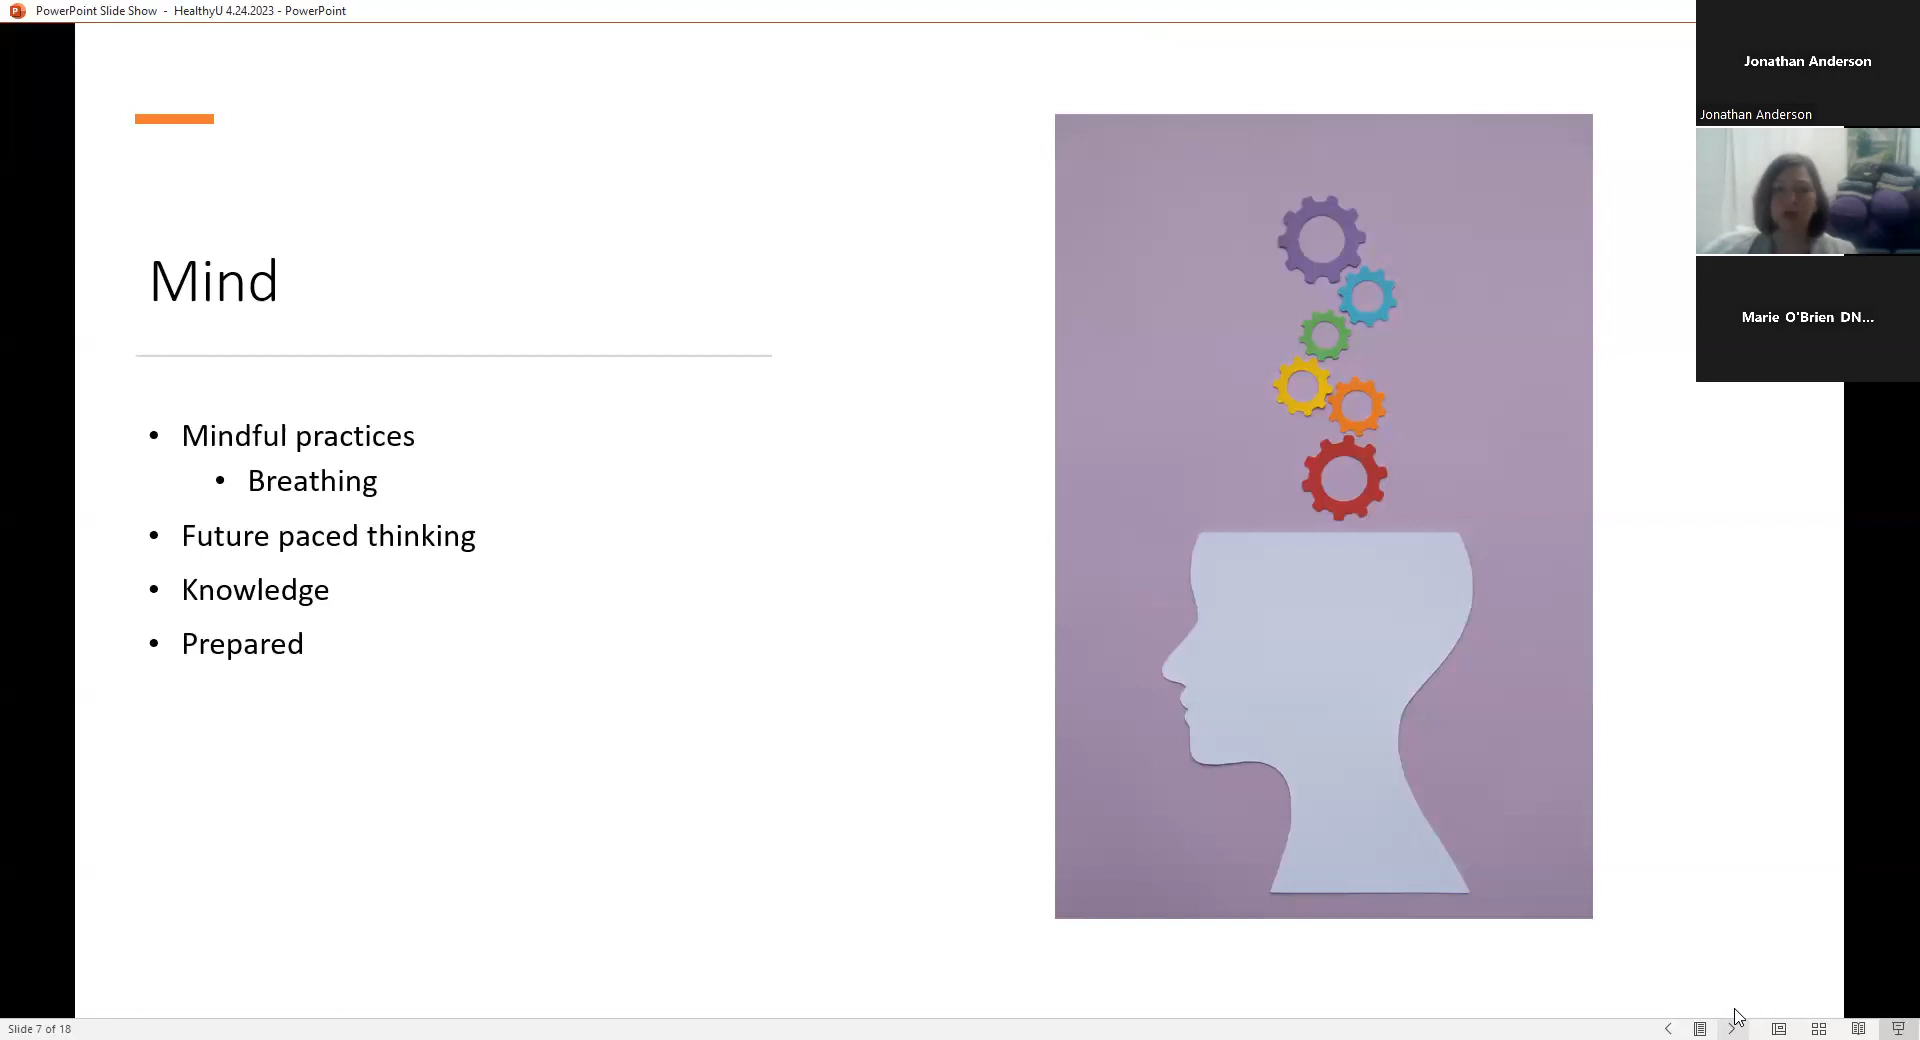 PowerPoint Slide Show - HealthyU 4.24.2023 - PowerPoint
Jonathan Anderson
Jonathan Anderson
Marie O'Brien DN...
Mind
• Mindful practices
• Breathing
• Future paced thinking
• Knowledge
• Prepared
Slide 7 of 18